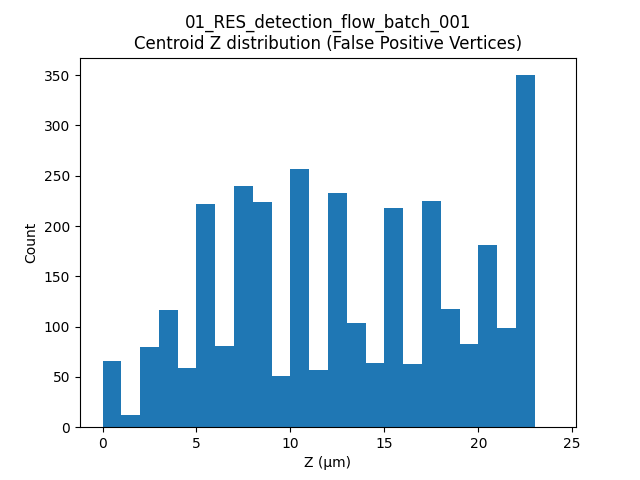 01_RES_detection_flow_batch_001
Centroid Z distribution (False Positive Vertices)
350
300
250
200
150
100
50
0
Count
0 5 10 15 20 25
Z (μm)